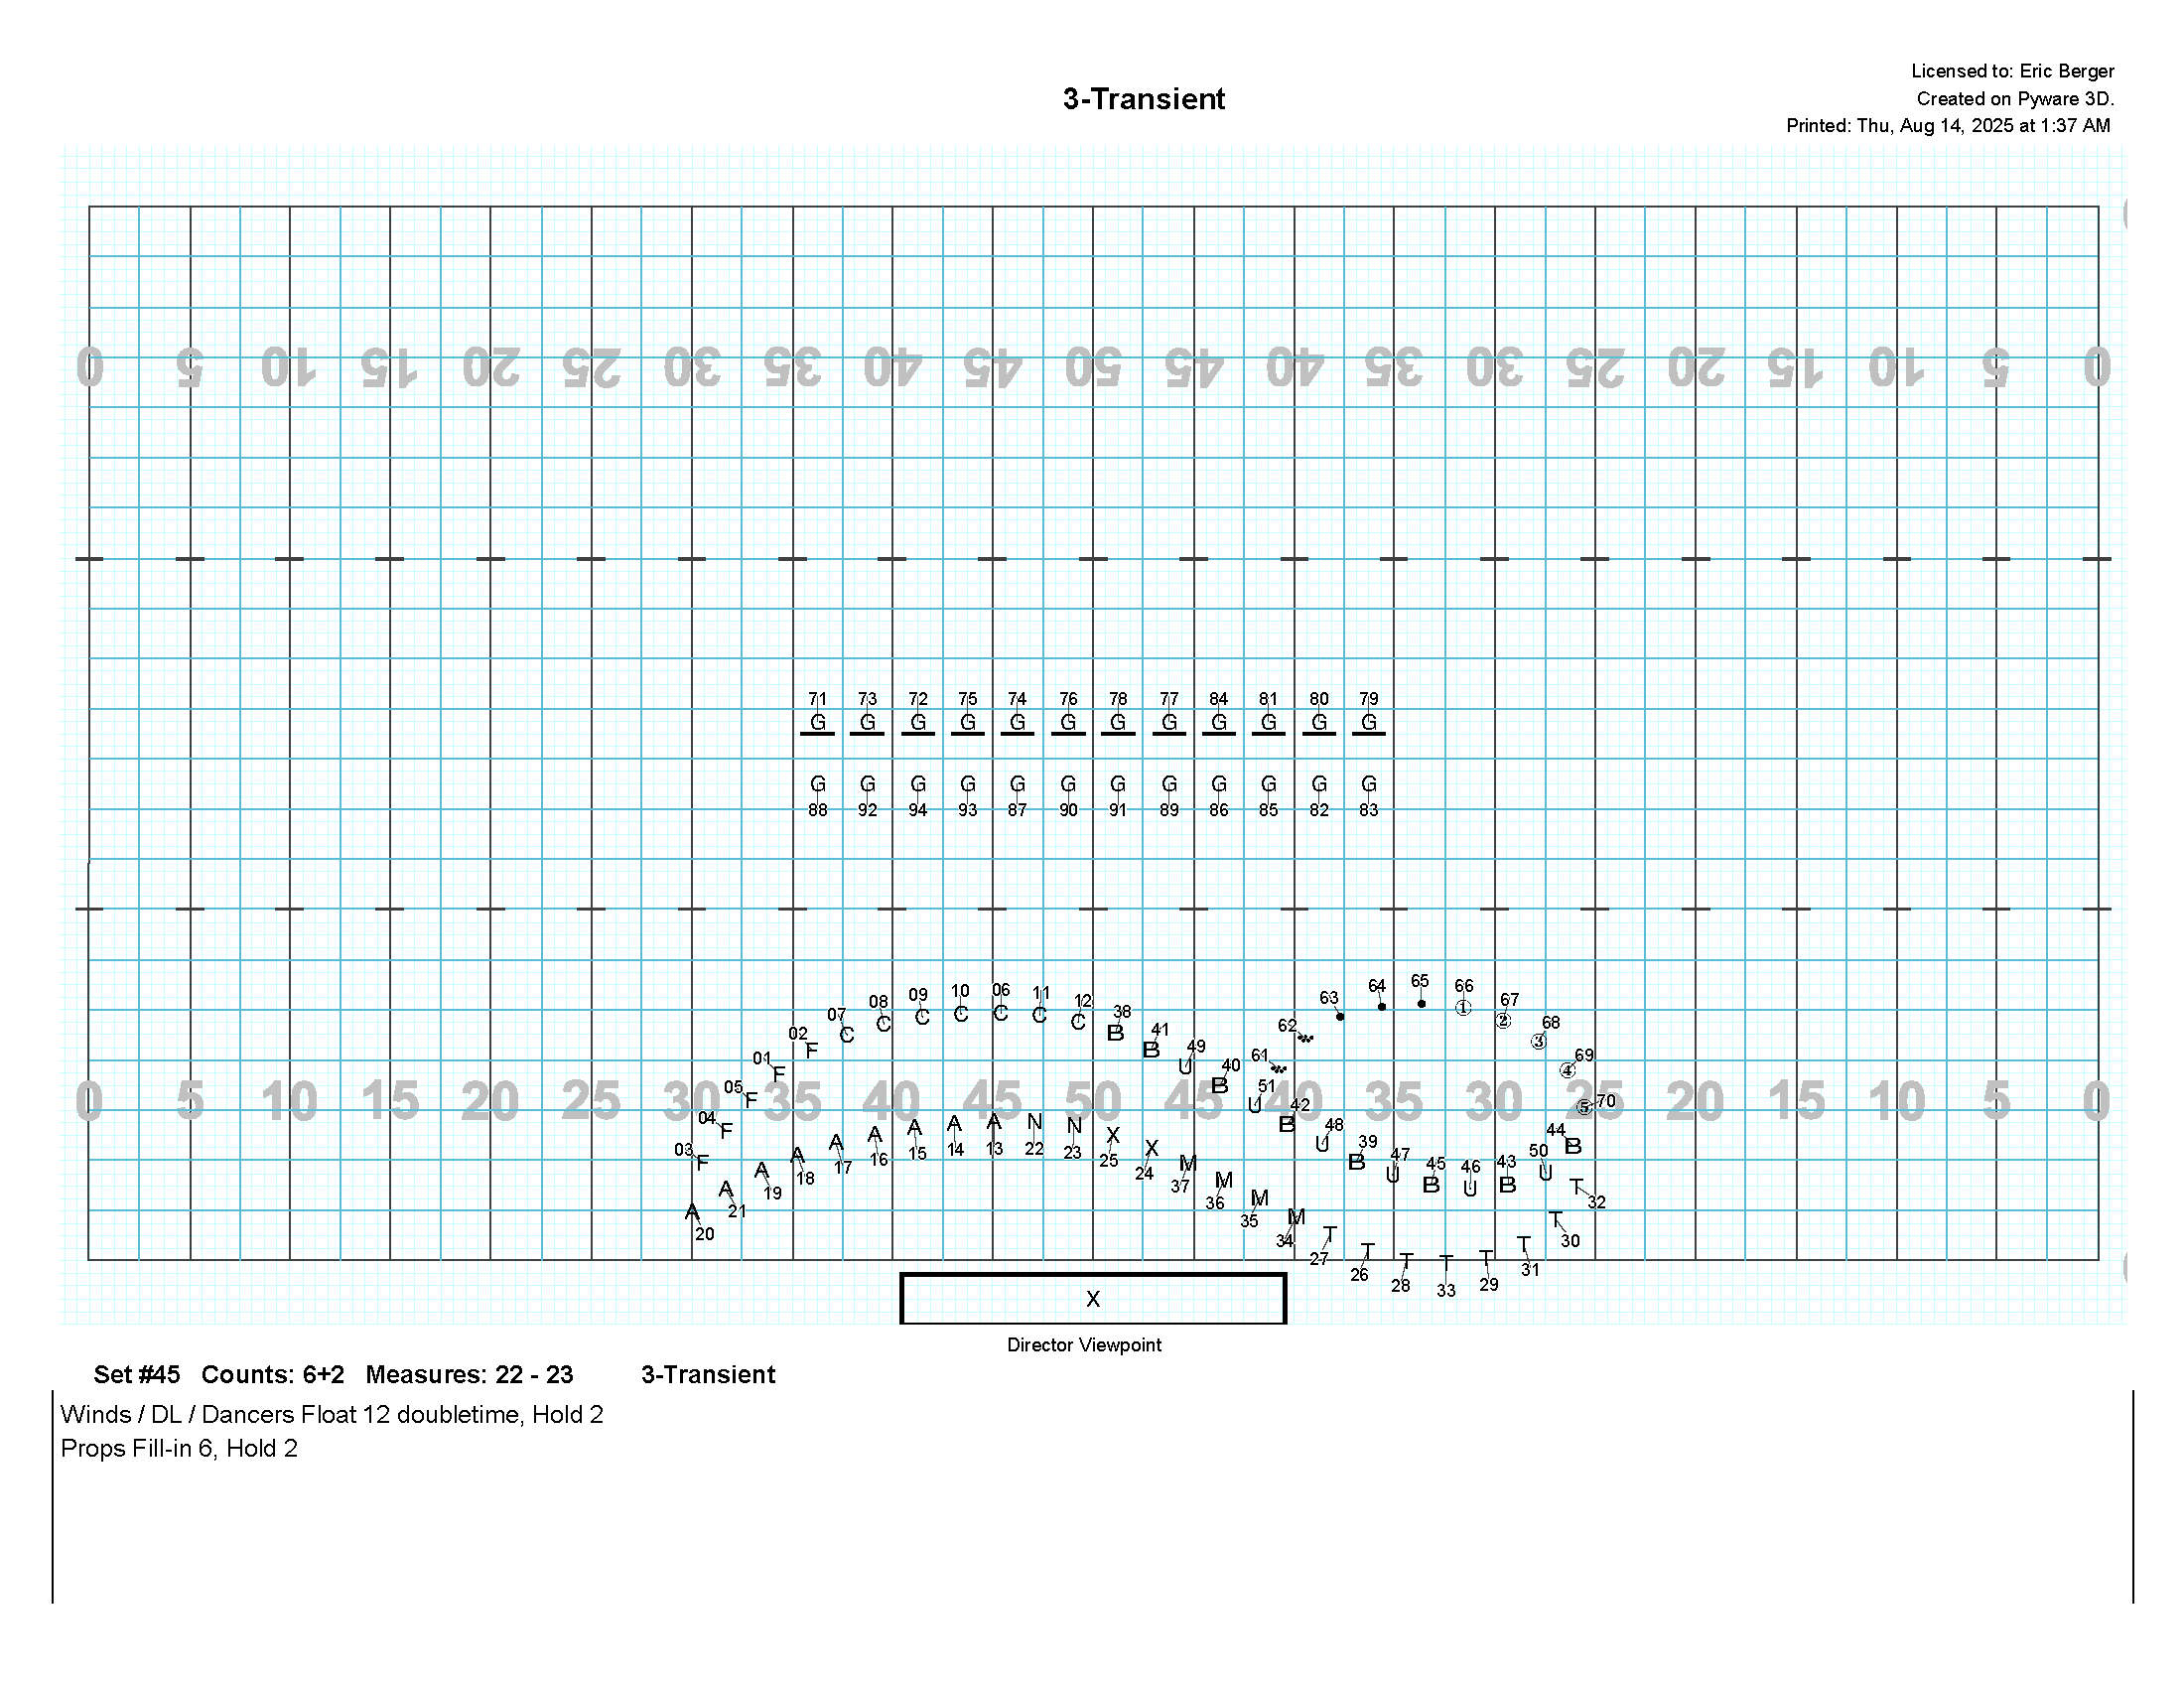 Licensed to: Eric Berger
3-Transient
Created on Pyware 3D.
Printed: Thu, Aug 14, 2025 at 1:37 AM
0 5 10 15 20 25 30 35 40 45 50 45 40 35 30 25 20 15 10 5 0
71 73 72 75 74 76 78 77 84 81 80 79
G G G G G G G G G G G G
G G G G G G G G G G G G
88 92 94 93 87 90 91 89 86 85 82 83
64 65 66
08 09 10 06 11 12 63 67
07 C C C C C C 38 ① ②
02 C B 41 62 68
01 F B 49 ③
F U 40 61 69
05 B 51 ④
F U 42 ⑤ 70
0 5 10 15 20 25 30 35 40 45 50 45 40 35 30 25 20 15 10 5 0
04 F A A A A A N N X B 48 44 B
17 16 15 14 13 22 23 25 X U 39 47 50
03 F A A 24 M B U 45 46 43 U
18 37 M B U B T
A A 19 36 M 32
A 21 35 M T
20 34 T T T 30
27 T T T T 31
26 28 33 29
X
Director Viewpoint
Set #45 Counts: 6+2 Measures: 22 - 23 3-Transient
Winds / DL / Dancers Float 12 doubletime, Hold 2
Props Fill-in 6, Hold 2